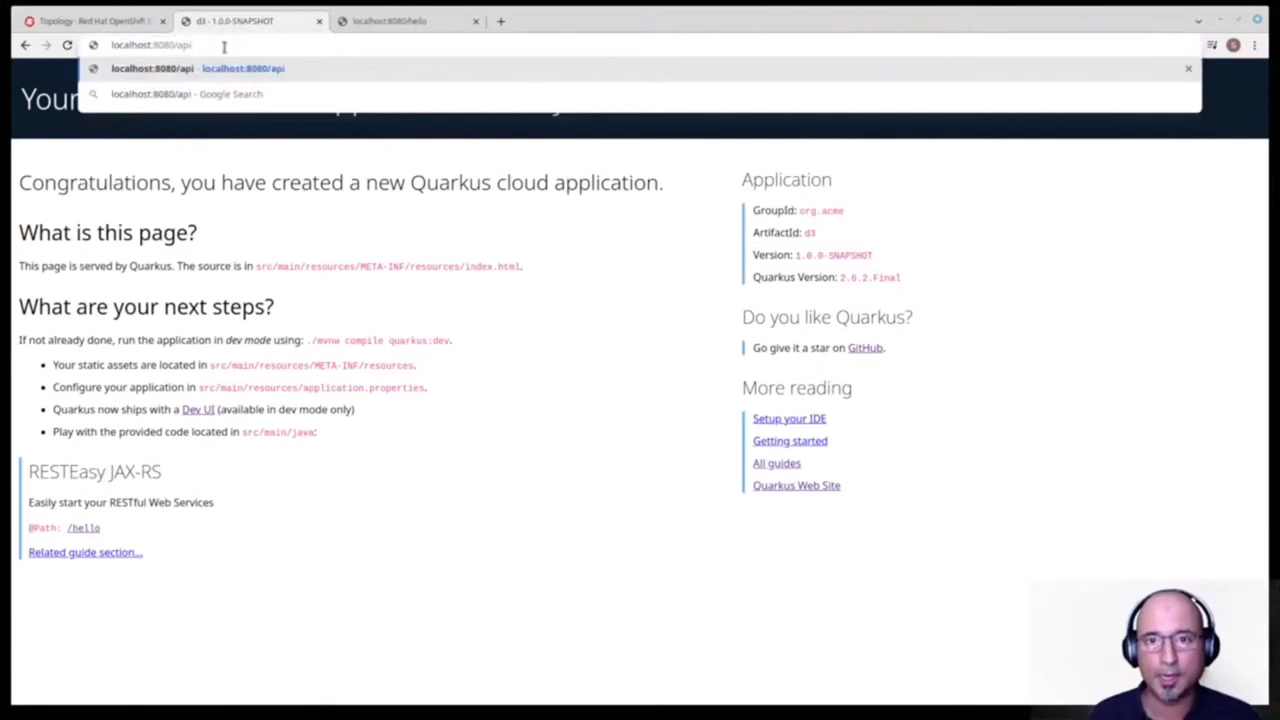 Topology · Red Hat OpenShift
d3 - 1.0.0-SNAPSHOT
localhost:8080/hello
localhost:8080/api
localhost:8080/api - localhost:8080/api
localhost:8080/api - Google Search
Your
Congratulations, you have created a new Quarkus cloud application.
What is this page?
This page is served by Quarkus. The source is in src/main/resources/META-INF/resources/index.html.
What are your next steps?
If not already done, run the application in dev mode using: ./mvnw compile quarkus:dev.
• Your static assets are located in src/main/resources/META-INF/resources.
• Configure your application in src/main/resources/application.properties.
• Quarkus now ships with a Dev UI (available in dev mode only)
• Play with the provided code located in src/main/java:
RESTEasy JAX-RS
Easily start your RESTful Web Services
@Path: /hello
Related guide section...
Application
GroupId: org.acme
ArtifactId: d3
Version: 1.0.0-SNAPSHOT
Quarkus Version: 2.6.2.Final
Do you like Quarkus?
Go give it a star on GitHub.
More reading
Setup your IDE
Getting started
All guides
Quarkus Web Site